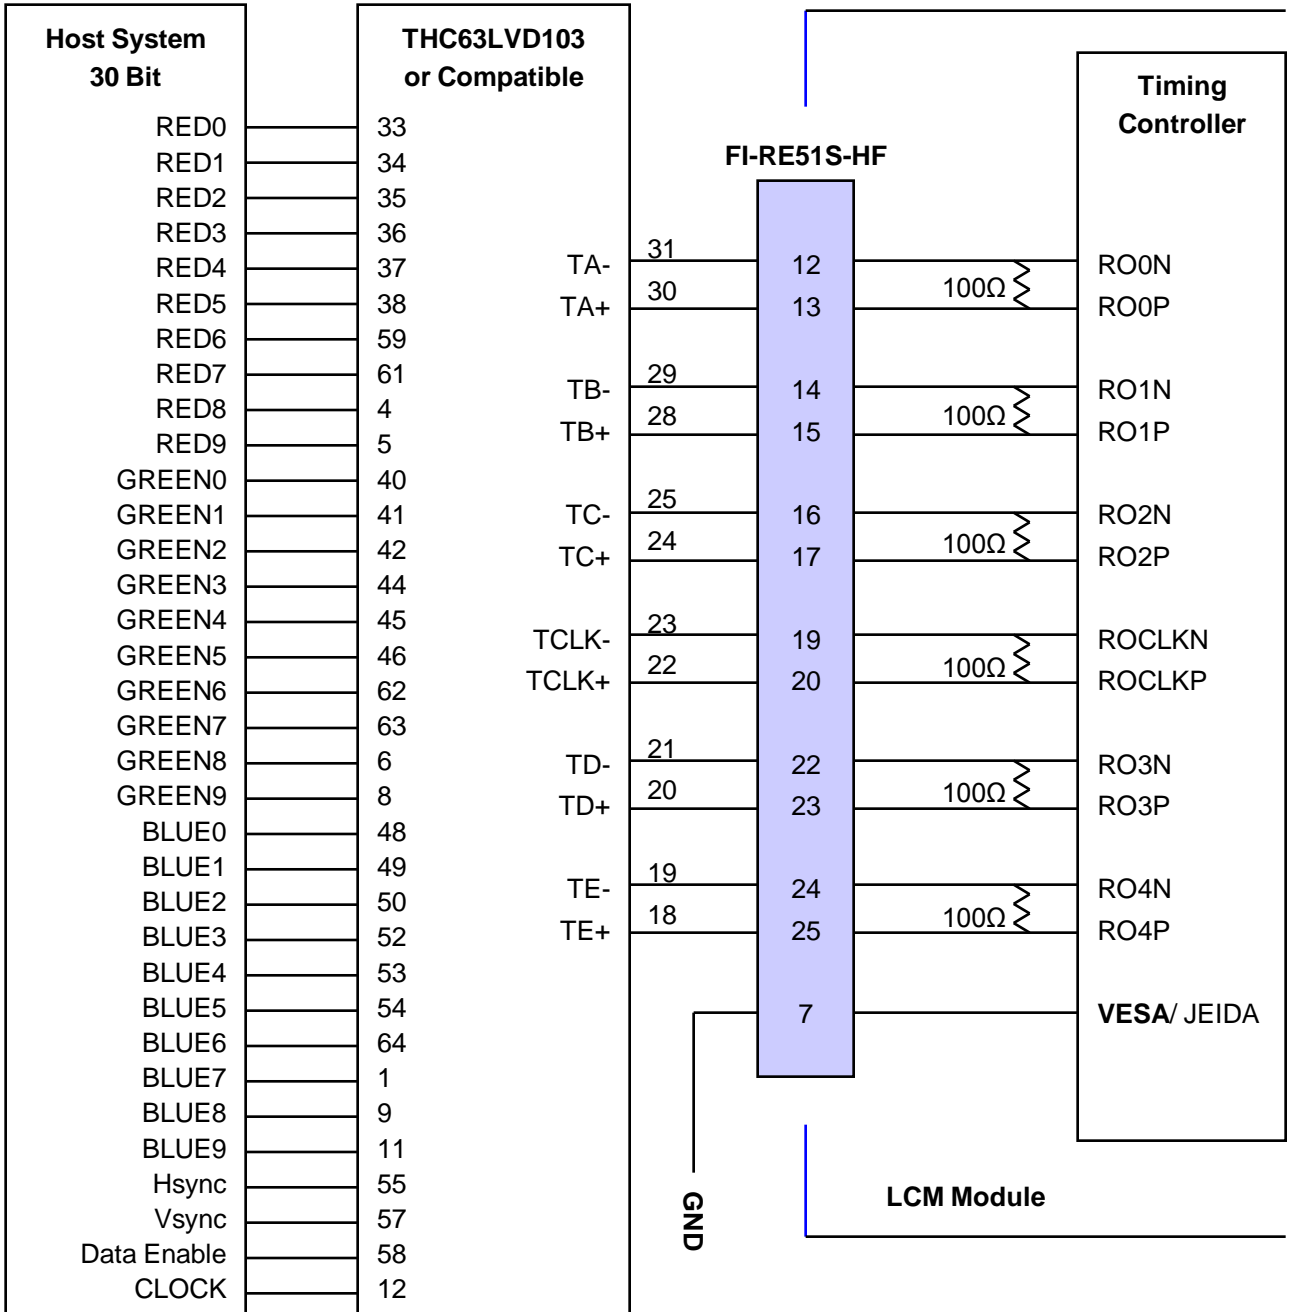 Host System
30 Bit
RED0
RED1
RED2
RED3
RED4
RED5
RED6
RED7
RED8
RED9
GREEN0
GREEN1
GREEN2
GREEN3
GREEN4
GREEN5
GREEN6
GREEN7
GREEN8
GREEN9
BLUE0
BLUE1
BLUE2
BLUE3
BLUE4
BLUE5
BLUE6
BLUE7
BLUE8
BLUE9
Hsync
Vsync
Data Enable
CLOCK
THC63LVD103
or Compatible
33
34
35
36
37
38
59
61
4
5
40
41
42
44
45
46
62
63
6
8
48
49
50
52
53
54
64
1
9
11
55
57
58
12
TA-
TA+
TB-
TB+
TC-
TC+
TCLK-
TCLK+
TD-
TD+
TE-
TE+
31
30
29
28
25
24
23
22
21
20
19
18
GND
FI-RE51S-HF
12
13
14
15
16
17
19
20
22
23
24
25
7
100Ω
100Ω
100Ω
100Ω
100Ω
100Ω
LCM Module
Timing
Controller
RO0N
RO0P
RO1N
RO1P
RO2N
RO2P
ROCLKN
ROCLKP
RO3N
RO3P
RO4N
RO4P
VESA/ JEIDA